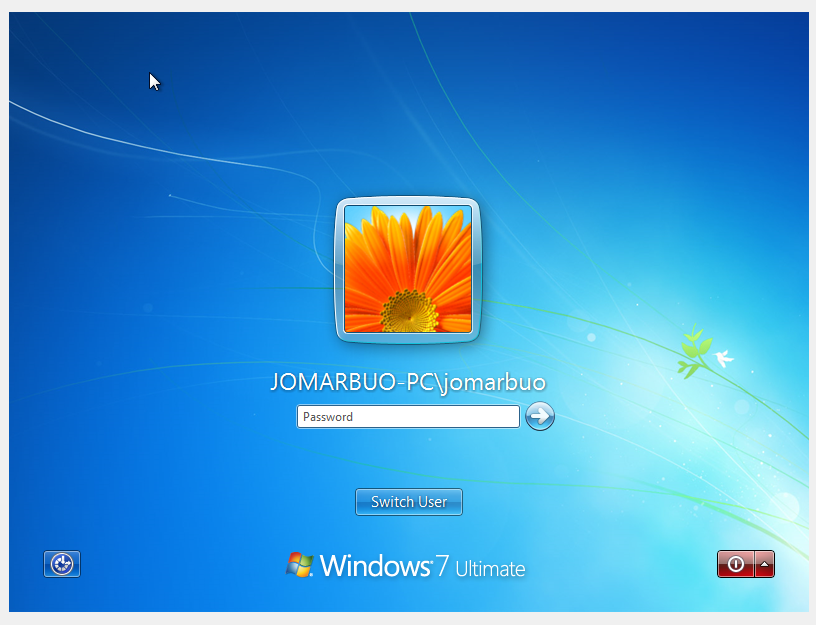 JOMARBUO-PC\jomarbuo
Password
Switch User
Windows 7 Ultimate